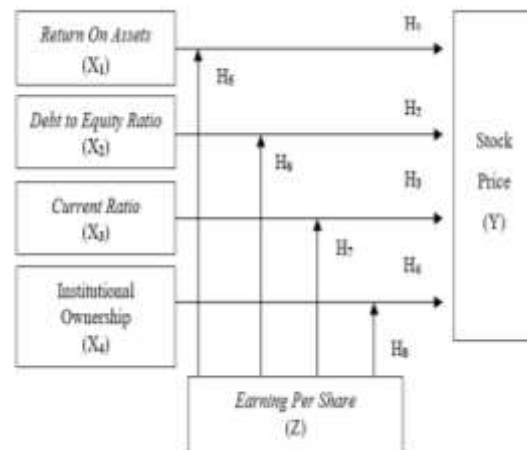 Return On Assets
(X₁)
H₁
H₅
Debt to Equity Ratio
(X₂)
H₂
H₆
Stock
Price
(Y)
Current Ratio
(X₃)
H₃
H₇
Institutional
Ownership
(X₄)
H₄
H₈
Earning Per Share
(Z)